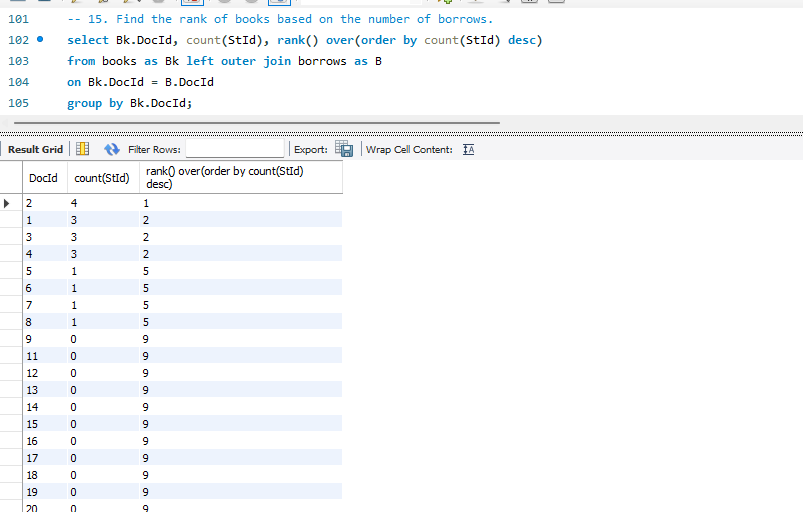 101 -- 15. Find the rank of books based on the number of borrows.
102 select Bk.DocId, count(StId), rank() over(order by count(StId) desc)
103 from books as Bk left outer join borrows as B
104 on Bk.DocId = B.DocId
105 group by Bk.DocId;
Result Grid Filter Rows: Export: Wrap Cell Content: IA
DocId count(StId) rank() over(order by count(StId) desc)
2 4 1
1 3 2
3 3 2
4 3 2
5 1 5
6 1 5
7 1 5
8 1 5
9 0 9
11 0 9
12 0 9
13 0 9
14 0 9
15 0 9
16 0 9
17 0 9
18 0 9
19 0 9
20 0 9